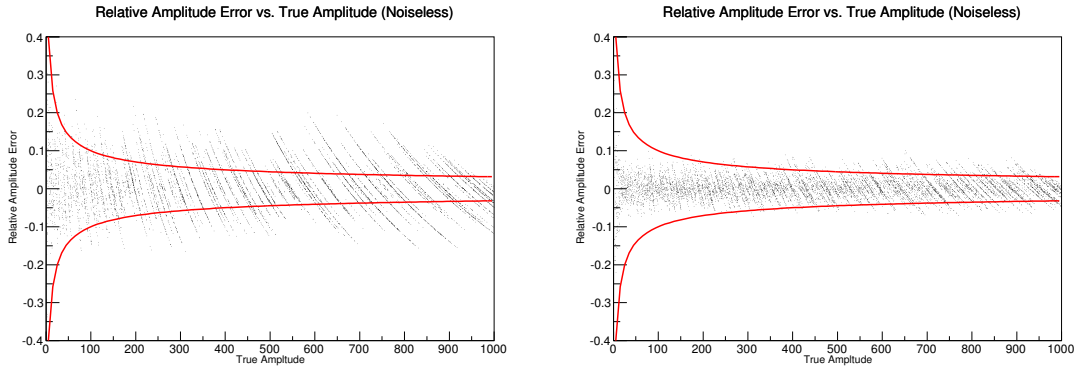 Relative Amplitude Error vs. True Amplitude (Noiseless)
Relative Amplitude Error
0.4
0.3
0.2
0.1
0
-0.1
-0.2
-0.3
-0.4
0 100 200 300 400 500 600 700 800 900 1000
True Ampltude
Relative Amplitude Error vs. True Amplitude (Noiseless)
Relative Amplitude Error
0.4
0.3
0.2
0.1
0
-0.1
-0.2
-0.3
-0.4
0 100 200 300 400 500 600 700 800 900 1000
True Ampltude